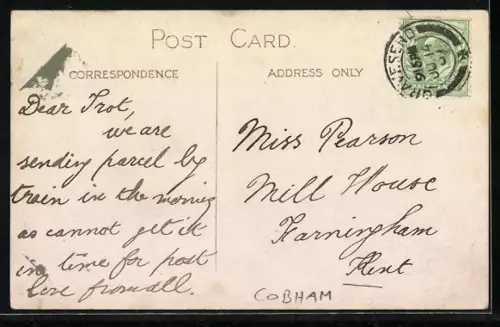 POST CARD.
CORRESPONDENCE
ADDRESS ONLY
GRAVESEND
Dear Trot,
we are
sending parcel by
train in the morning
as cannot get it
in time for post
love from all.
Miss Pearson
Mill House
Farningham
Kent
COBHAM